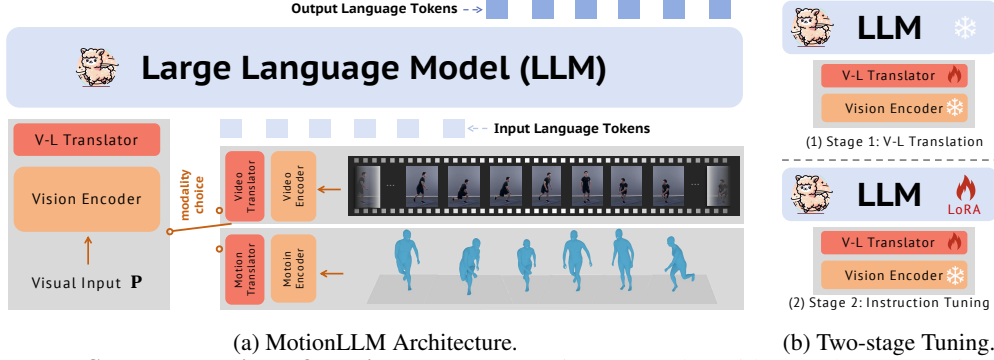 Output Language Tokens
Large Language Model (LLM)
Input Language Tokens
V-L Translator
Vision Encoder
Visual Input P
modality
choice
Video
Translator
Video
Encoder
...
...
Motion
Translator
Motoin
Encoder
(a) MotionLLM Architecture.
LLM
V-L Translator
Vision Encoder
(1) Stage 1: V-L Translation
LLM
LoRA
V-L Translator
Vision Encoder
(2) Stage 2: Instruction Tuning
(b) Two-stage Tuning.